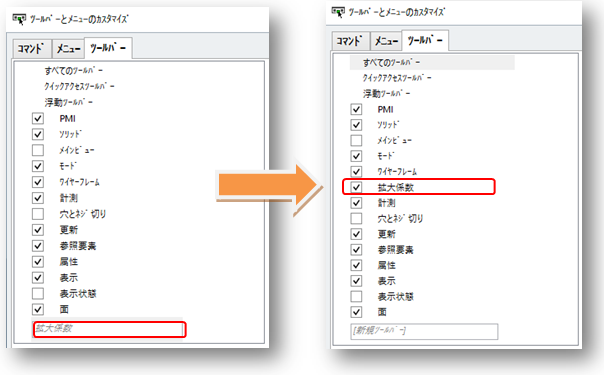 ﾂｰﾙﾊﾞｰとﾒﾆｭｰのｶｽﾀﾏｲｽﾞ
ｺﾏﾝﾄﾞ ﾒﾆｭｰ ﾂｰﾙﾊﾞｰ
すべてのﾂｰﾙﾊﾞｰ
ｸｲｯｸｱｸｾｽﾂｰﾙﾊﾞｰ
浮動ﾂｰﾙﾊﾞｰ
PMI
ｿﾘｯﾄﾞ
ﾒｲﾝﾋﾞｭｰ
ﾓｰﾄﾞ
ﾜｲﾔｰﾌﾚｰﾑ
計測
穴とﾈｼﾞ切り
更新
参照要素
属性
表示
表示状態
面
拡大係数
ﾂｰﾙﾊﾞｰとﾒﾆｭｰのｶｽﾀﾏｲｽﾞ
ｺﾏﾝﾄﾞ ﾒﾆｭｰ ﾂｰﾙﾊﾞｰ
すべてのﾂｰﾙﾊﾞｰ
ｸｲｯｸｱｸｾｽﾂｰﾙﾊﾞｰ
浮動ﾂｰﾙﾊﾞｰ
PMI
ｿﾘｯﾄﾞ
ﾒｲﾝﾋﾞｭｰ
ﾓｰﾄﾞ
ﾜｲﾔｰﾌﾚｰﾑ
拡大係数
計測
穴とﾈｼﾞ切り
更新
参照要素
属性
表示
表示状態
面
[新規ﾂｰﾙﾊﾞｰ]